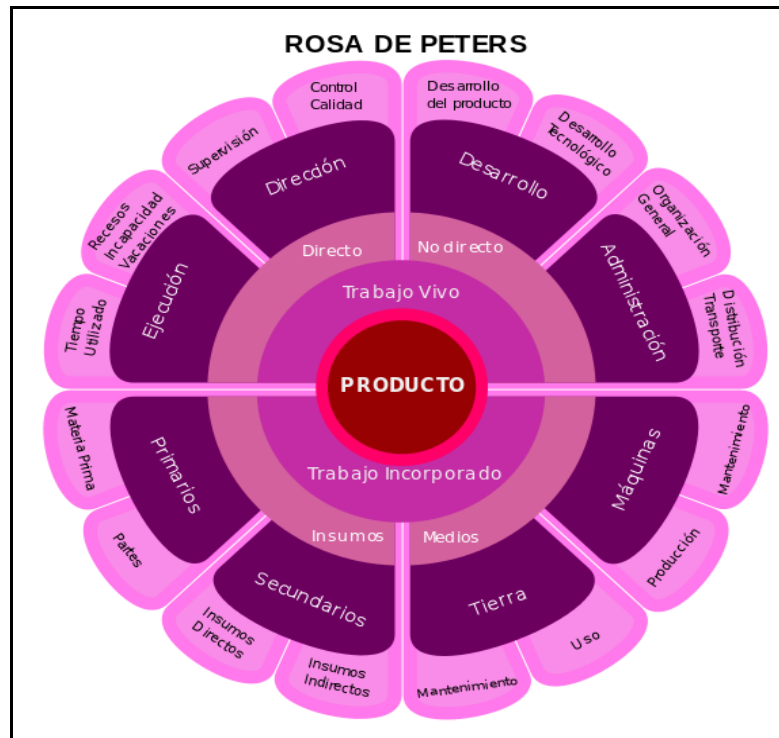 ROSA DE PETERS
Control
Calidad
Desarrollo
del producto
Supervisión
Desarrollo
Tecnológico
Dirección
Desarrollo
Recesos
Incapacidad
Vacaciones
Organización
General
Directo
No directo
Ejecución
Administración
Trabajo Vivo
Tiempo
Utilizado
Distribución
Transporte
PRODUCTO
Materia Prima
Primarios
Máquinas
Mantenimiento
Trabajo Incorporado
Insumos
Medios
Partes
Producción
Secundarios
Tierra
Insumos
Directos
Uso
Insumos
Indirectos
Mantenimiento